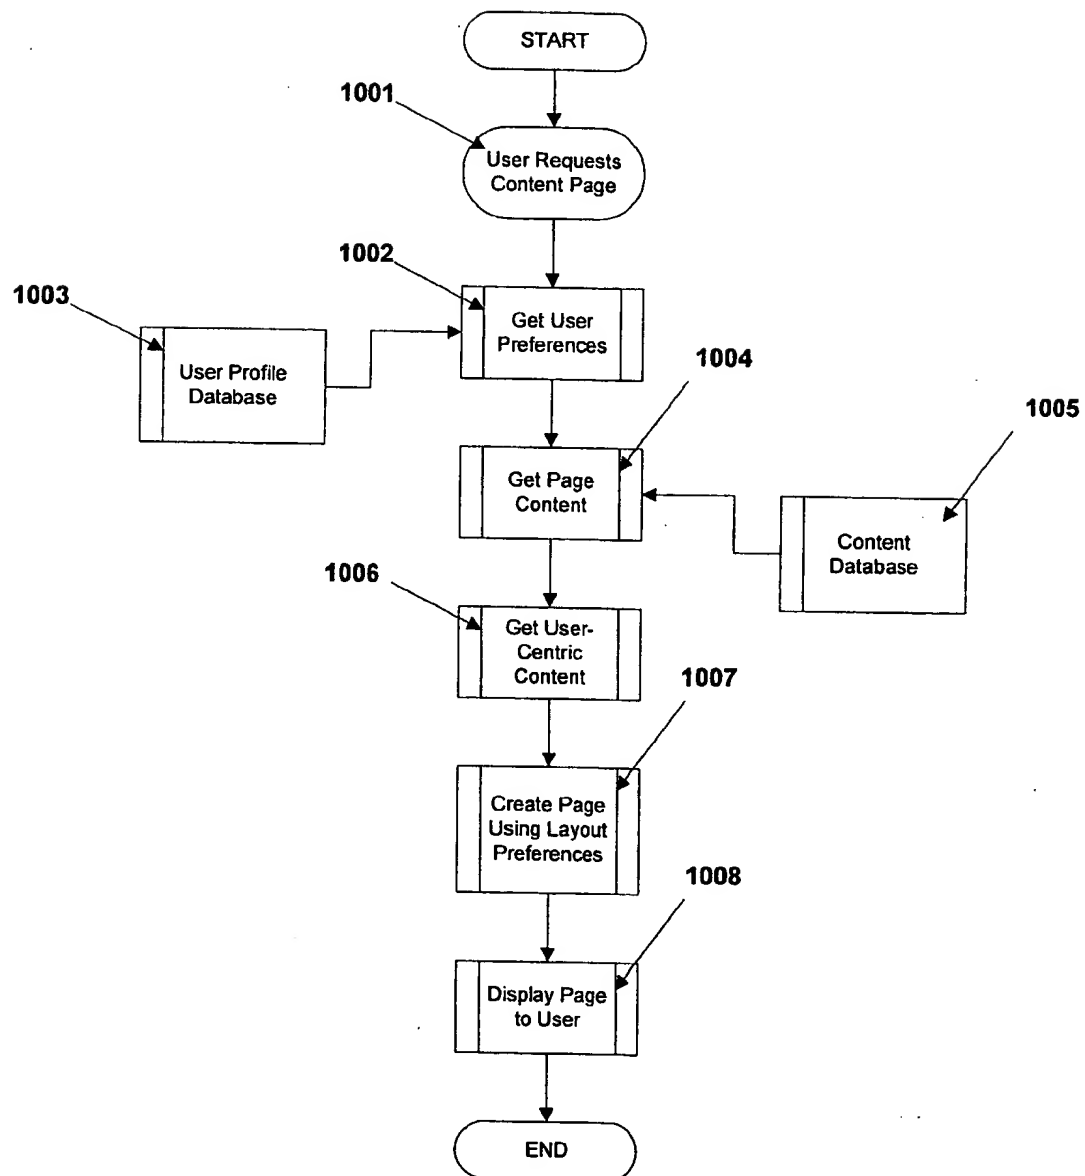 START
1001
User Requests
Content Page
1002
1003
Get User
Preferences
User Profile
Database
1004
1005
Get Page
Content
Content
Database
1006
Get User-
Centric
Content
1007
Create Page
Using Layout
Preferences
1008
Display Page
to User
END